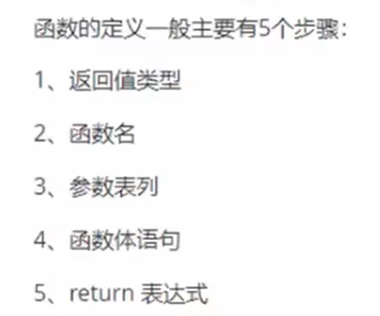 函数的定义一般主要有5个步骤：
1、返回值类型
2、函数名
3、参数表列
4、函数体语句
5、return 表达式